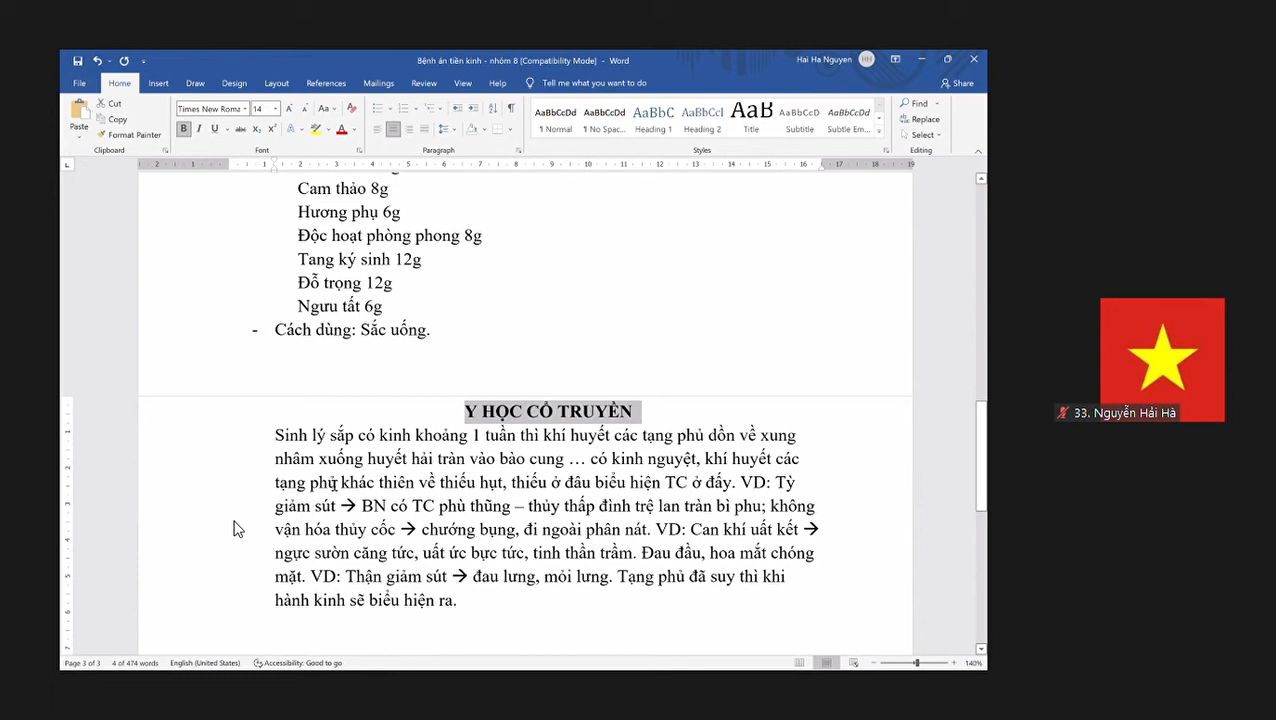 Bệnh án tiền kinh - nhóm 8 [Compatibility Mode] - Word
Hai Ha Nguyen
HN
File Home Insert Draw Design Layout References Mailings Review View Help Tell me what you want to do
Share
Paste
Cut
Copy
Format Painter
Clipboard
Times New Roma 14
Font
Paragraph
AaBbCcDd AaBbCcDd AaBbC AaBbCcI AaB AaBbCcD AaBbCcDd
¶ Normal ¶ No Spac... Heading 1 Heading 2 Title Subtitle Subtle Em...
Styles
Find
Replace
Select
Editing
Cam thảo 8g
Hương phụ 6g
Độc hoạt phòng phong 8g
Tang ký sinh 12g
Đỗ trọng 12g
Ngưu tất 6g
- Cách dùng: Sắc uống.
Y HỌC CỔ TRUYỀN
Sinh lý sắp có kinh khoảng 1 tuần thì khí huyết các tạng phủ dồn về xung
nhâm xuống huyết hải tràn vào bào cung … có kinh nguyệt, khí huyết các
tạng phủ khác thiên về thiếu hụt, thiếu ở đâu biểu hiện TC ở đấy. VD: Tỳ
giảm sút → BN có TC phù thũng – thủy thấp đình trệ lan tràn bì phu; không
vận hóa thủy cốc → chướng bụng, đi ngoài phân nát. VD: Can khí uất kết →
ngực sườn căng tức, uất ức bực tức, tinh thần trầm. Đau đầu, hoa mắt chóng
mặt. VD: Thận giảm sút → đau lưng, mỏi lưng. Tạng phủ đã suy thì khi
hành kinh sẽ biểu hiện ra.
33. Nguyễn Hải Hà
Page 3 of 3 4 of 474 words English (United States) Accessibility: Good to go
140%